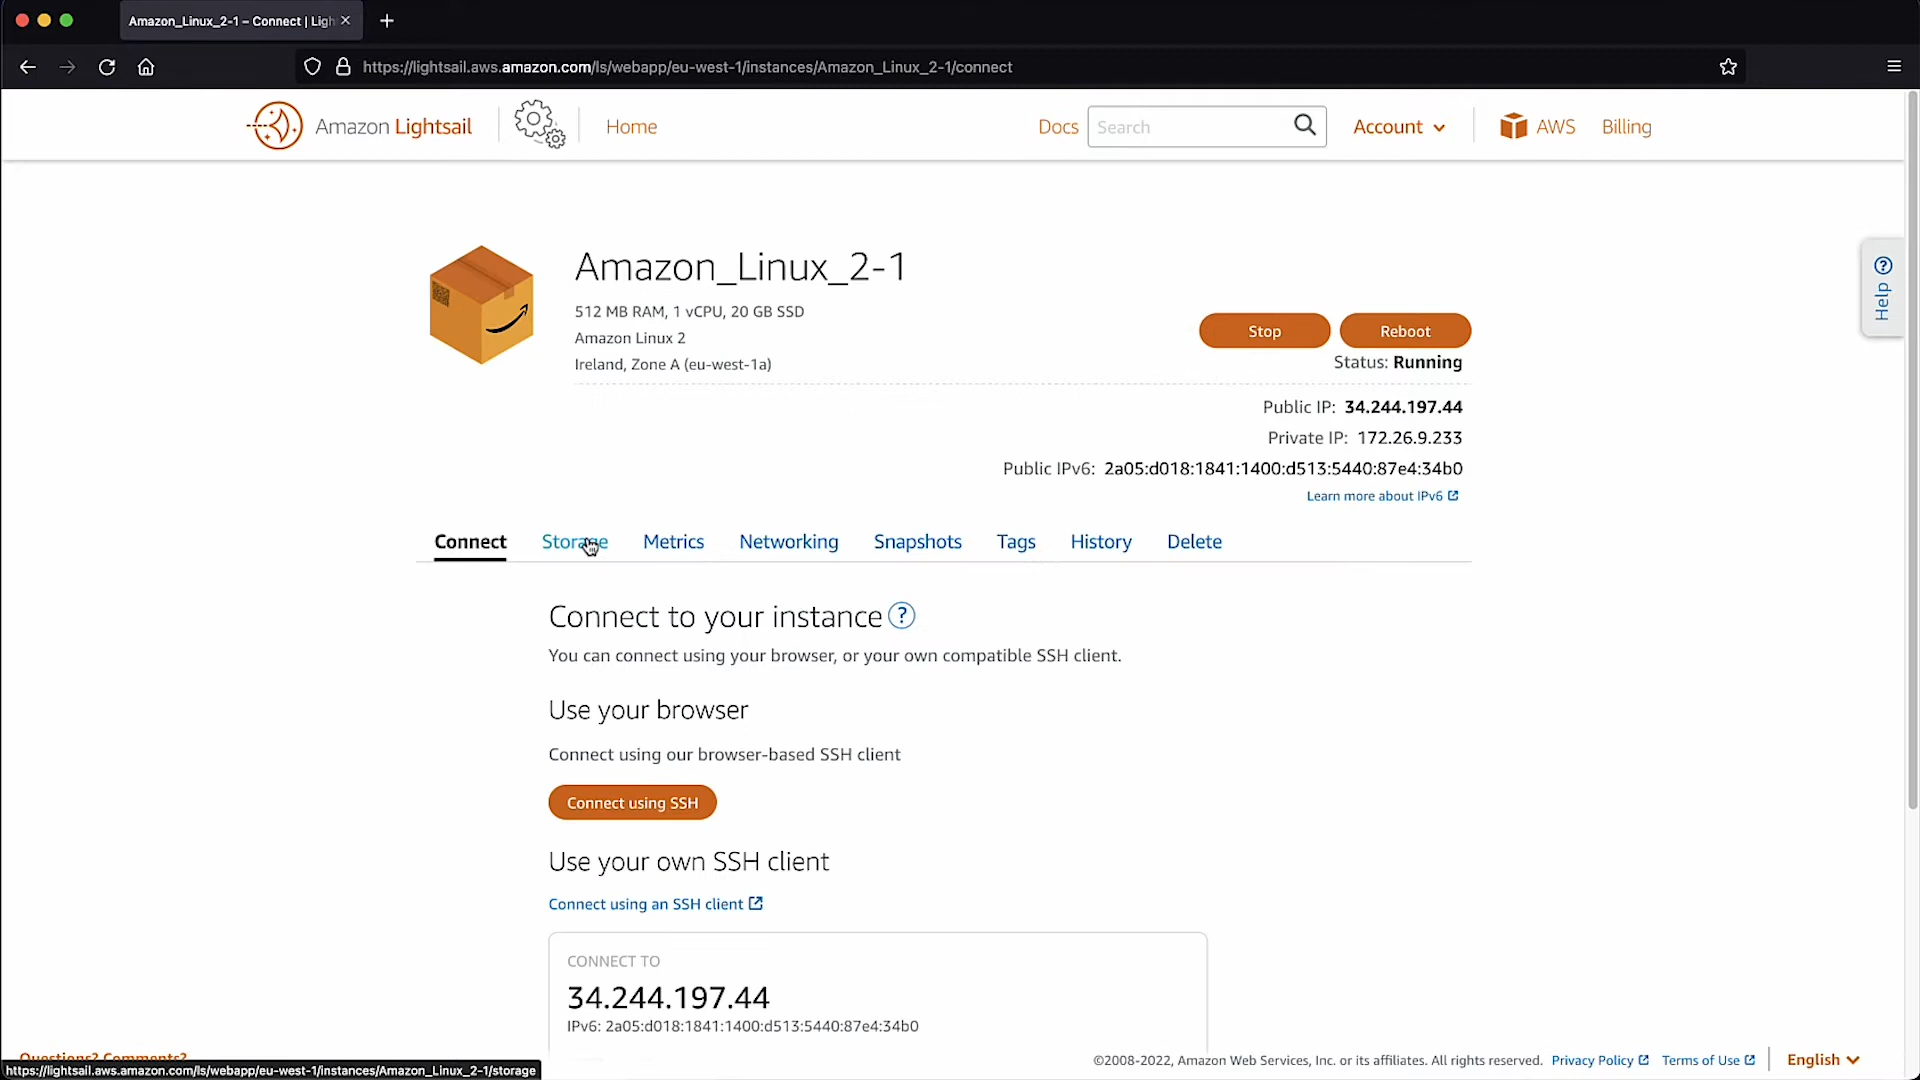 Amazon_Linux_2-1 – Connect | Ligh
https://lightsail.aws.amazon.com/ls/webapp/eu-west-1/instances/Amazon_Linux_2-1/connect
Amazon Lightsail
Home
Docs
Search
Account
AWS
Billing
Help
Amazon_Linux_2-1
512 MB RAM, 1 vCPU, 20 GB SSD
Amazon Linux 2
Ireland, Zone A (eu-west-1a)
Stop
Reboot
Status: Running
Public IP: 34.244.197.44
Private IP: 172.26.9.233
Public IPv6: 2a05:d018:1841:1400:d513:5440:87e4:34b0
Learn more about IPv6
Connect Storage Metrics Networking Snapshots Tags History Delete
Connect to your instance ?
You can connect using your browser, or your own compatible SSH client.
Use your browser
Connect using our browser-based SSH client
Connect using SSH
Use your own SSH client
Connect using an SSH client
CONNECT TO
34.244.197.44
IPv6: 2a05:d018:1841:1400:d513:5440:87e4:34b0
Questions? Comments?
©2008-2022, Amazon Web Services, Inc. or its affiliates. All rights reserved. Privacy Policy Terms of Use English
https://lightsail.aws.amazon.com/ls/webapp/eu-west-1/instances/Amazon_Linux_2-1/storage